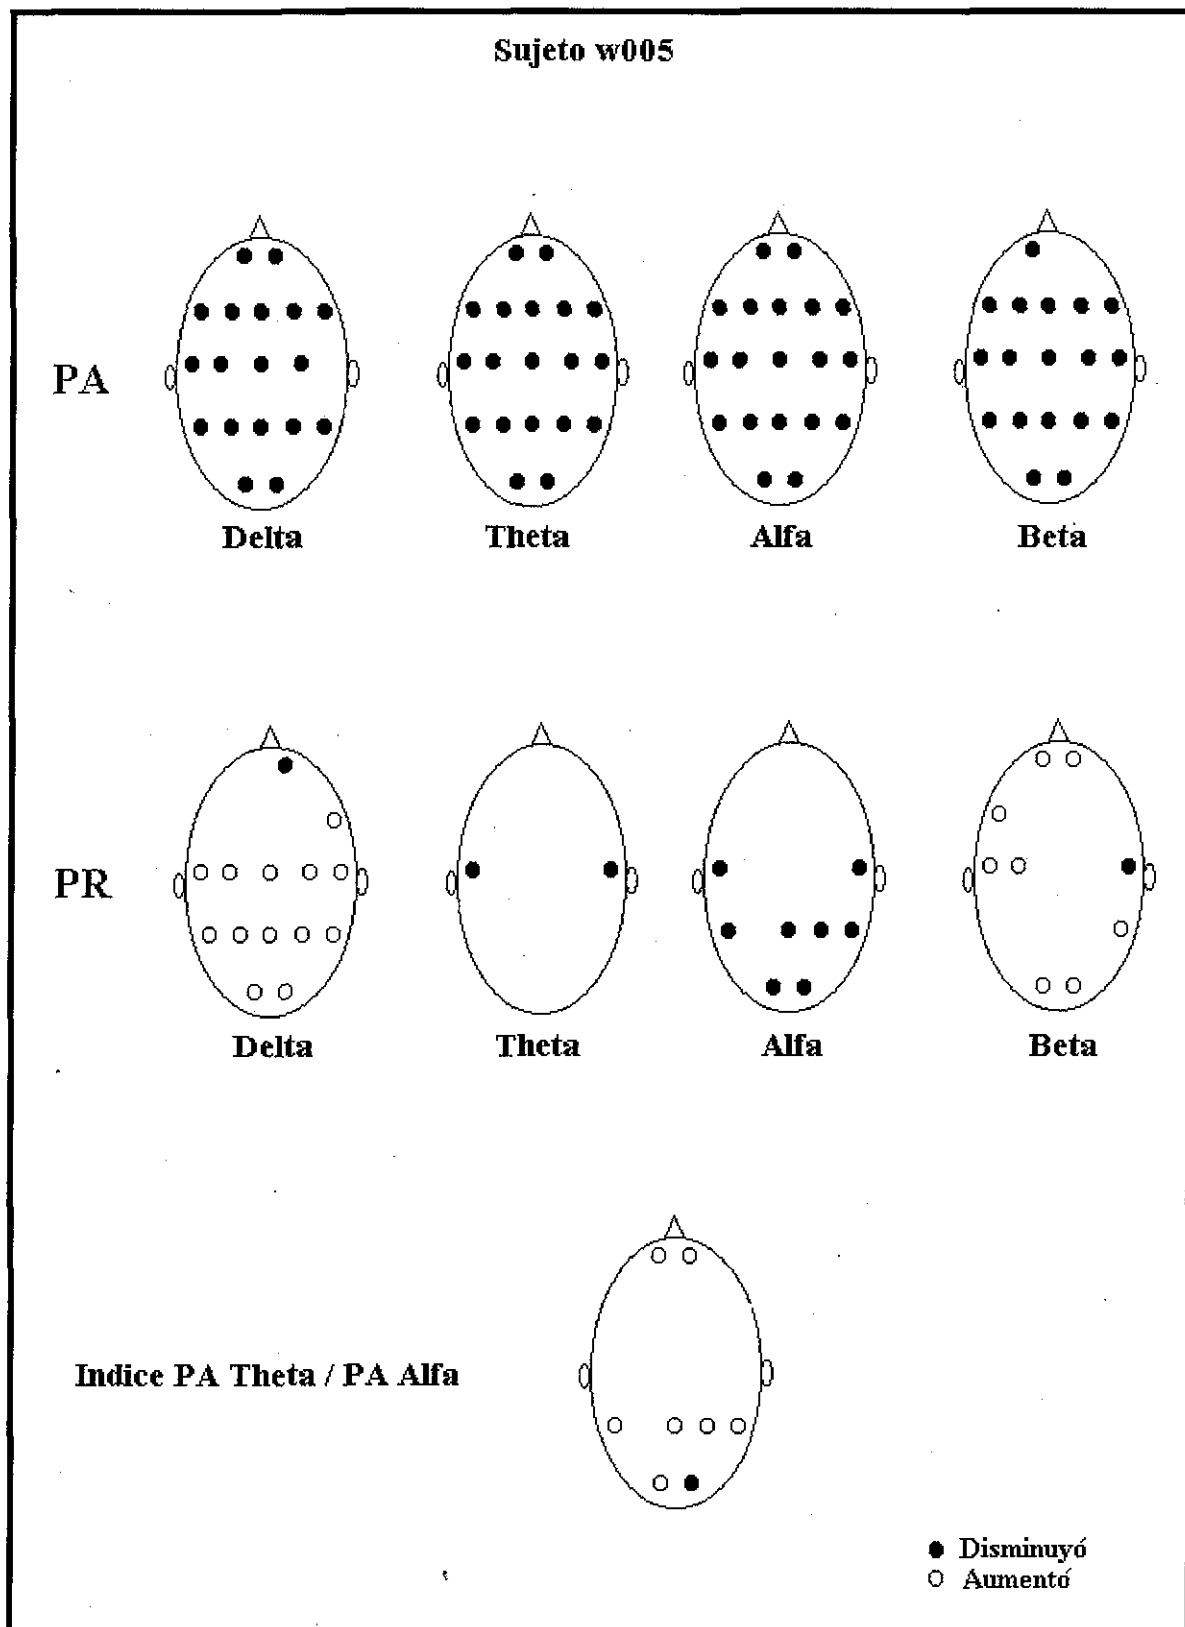 Sujeto w005
PA
Delta Theta Alfa Beta
PR
Delta Theta Alfa Beta
Indice PA Theta / PA Alfa
Disminuyó
Aumentó